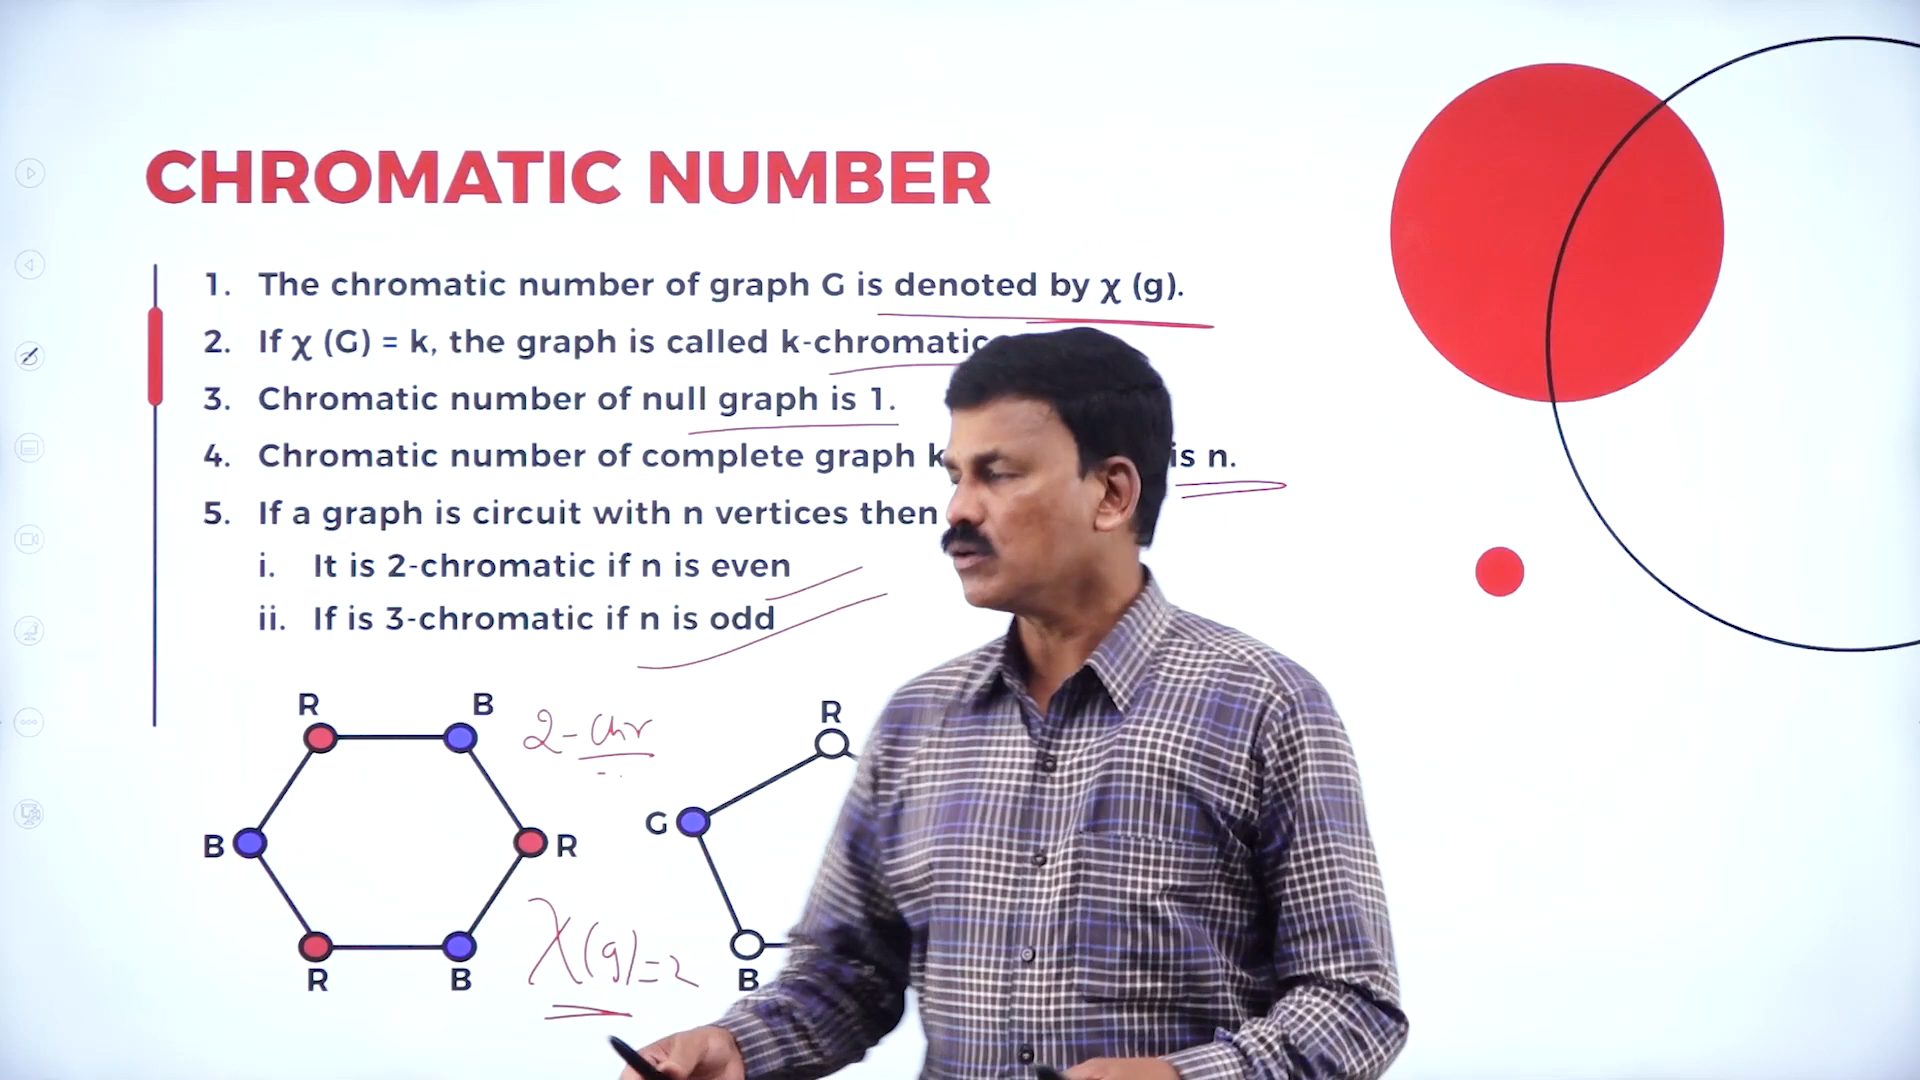 CHROMATIC NUMBER
1. The chromatic number of graph G is denoted by χ (g).
2. If χ (G) = k, the graph is called k-chromatic
3. Chromatic number of null graph is 1.
4. Chromatic number of complete graph k is n.
5. If a graph is circuit with n vertices then
i. It is 2-chromatic if n is even
ii. If is 3-chromatic if n is odd
R B
2-chr
R
G
B R
χ(g)=2
R B
B